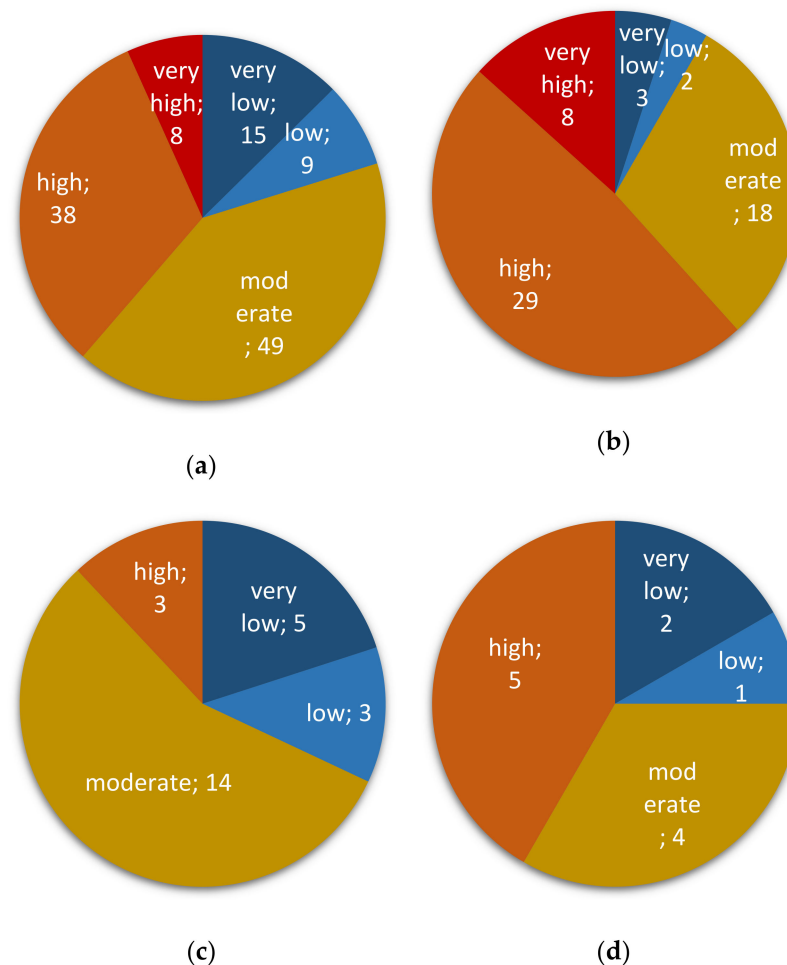 very
high;
8
very
low;
15
low;
9
high;
38
mod
erate
; 49
(a)
very
high;
8
very
low;
3
low;
2
mod
erate
; 18
high;
29
(b)
high;
3
very
low; 5
low; 3
moderate; 14
(c)
very
low;
2
high;
5
low;
1
mod
erate
; 4
(d)